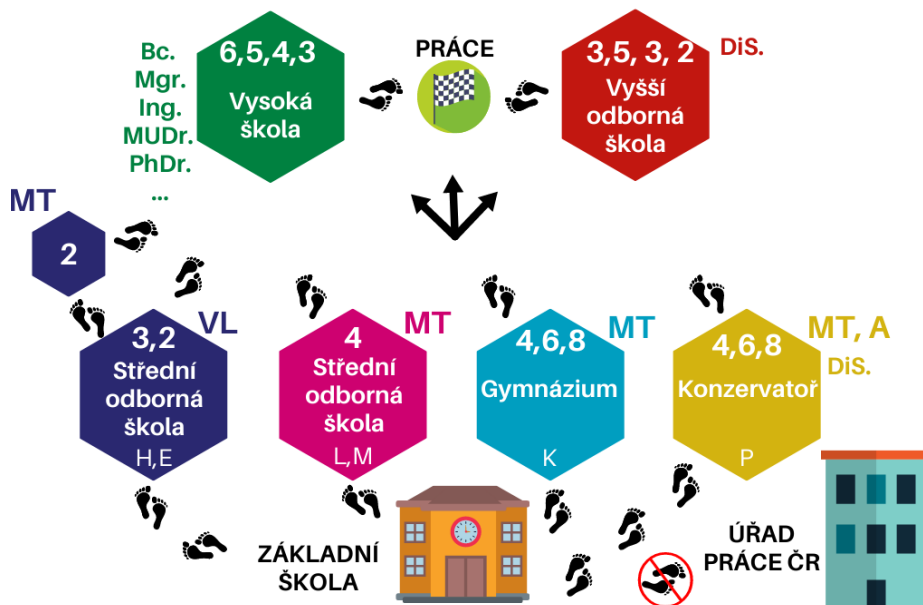 6,5,4,3
Vysoká
škola
Bc.
Mgr.
Ing.
MUDr.
PhDr.
...
PRÁCE
3,5, 3, 2
Vyšší
odborná
škola
DiS.
MT
2
3,2
Střední
odborná
škola
H,E
VL
4
Střední
odborná
škola
L,M
MT
4,6,8
Gymnázium
K
MT
4,6,8
Konzervatoř
P
MT, A
DiS.
ZÁKLADNÍ
ŠKOLA
ÚŘAD
PRÁCE ČR